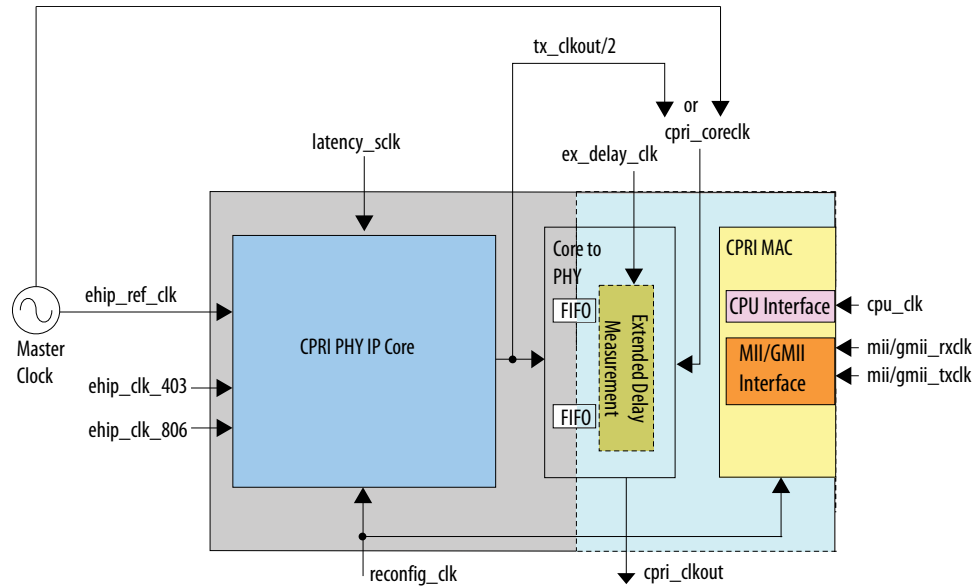 tx_clkout/2
or
cpri_coreclk
latency_sclk
ex_delay_clk
Core to
PHY
CPRI MAC
ehip_ref_clk
FIFO
CPU Interface
cpu_clk
Master
Clock
CPRI PHY IP Core
Extended Delay
Measurement
MII/GMII
Interface
mii/gmii_rxclk
mii/gmii_txclk
ehip_clk_403
FIFO
ehip_clk_806
reconfig_clk
cpri_clkout